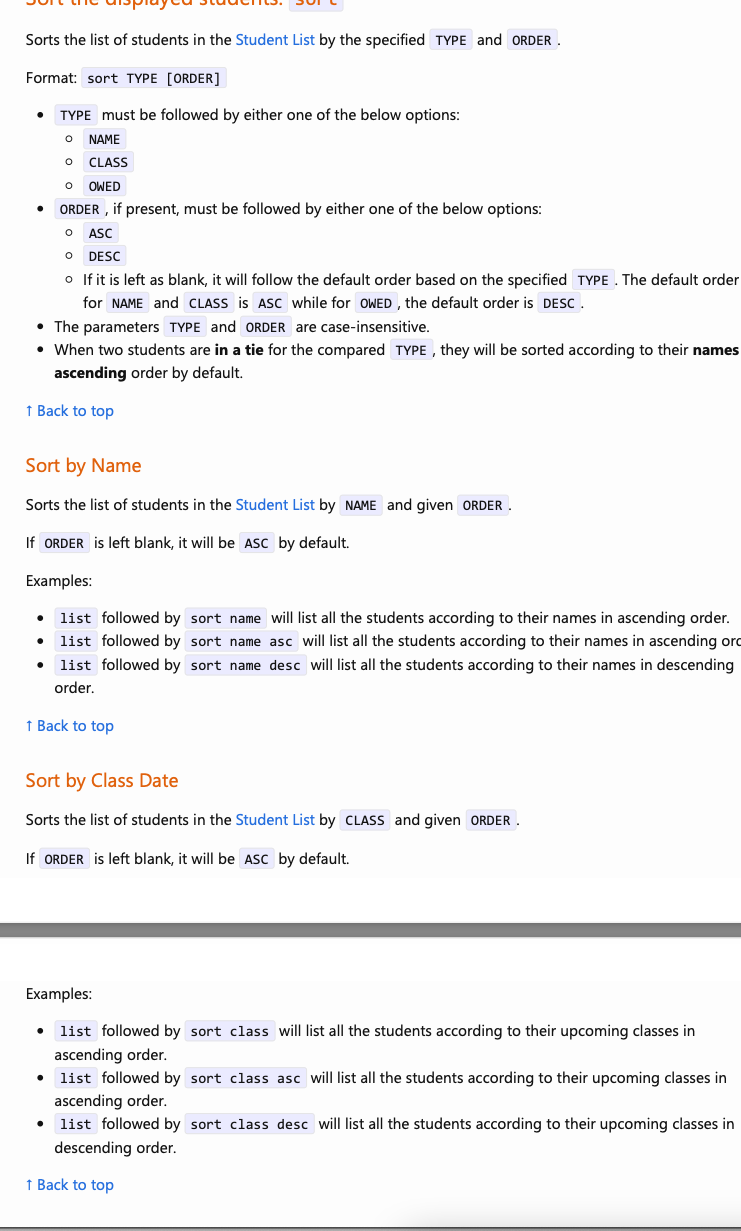 Sort the displayed students: sort
Sorts the list of students in the Student List by the specified TYPE and ORDER.
Format: sort TYPE [ORDER]
• TYPE must be followed by either one of the below options:
○ NAME
○ CLASS
○ OWED
• ORDER, if present, must be followed by either one of the below options:
○ ASC
○ DESC
○ If it is left as blank, it will follow the default order based on the specified TYPE. The default order
for NAME and CLASS is ASC while for OWED, the default order is DESC.
• The parameters TYPE and ORDER are case-insensitive.
• When two students are in a tie for the compared TYPE, they will be sorted according to their names
ascending order by default.
↑ Back to top
Sort by Name
Sorts the list of students in the Student List by NAME and given ORDER.
If ORDER is left blank, it will be ASC by default.
Examples:
• list followed by sort name will list all the students according to their names in ascending order.
• list followed by sort name asc will list all the students according to their names in ascending
• list followed by sort name desc will list all the students according to their names in descending
order.
↑ Back to top
Sort by Class Date
Sorts the list of students in the Student List by CLASS and given ORDER.
If ORDER is left blank, it will be ASC by default.
Examples:
• list followed by sort class will list all the students according to their upcoming classes in
ascending order.
• list followed by sort class asc will list all the students according to their upcoming classes in
ascending order.
• list followed by sort class desc will list all the students according to their upcoming classes in
descending order.
↑ Back to top